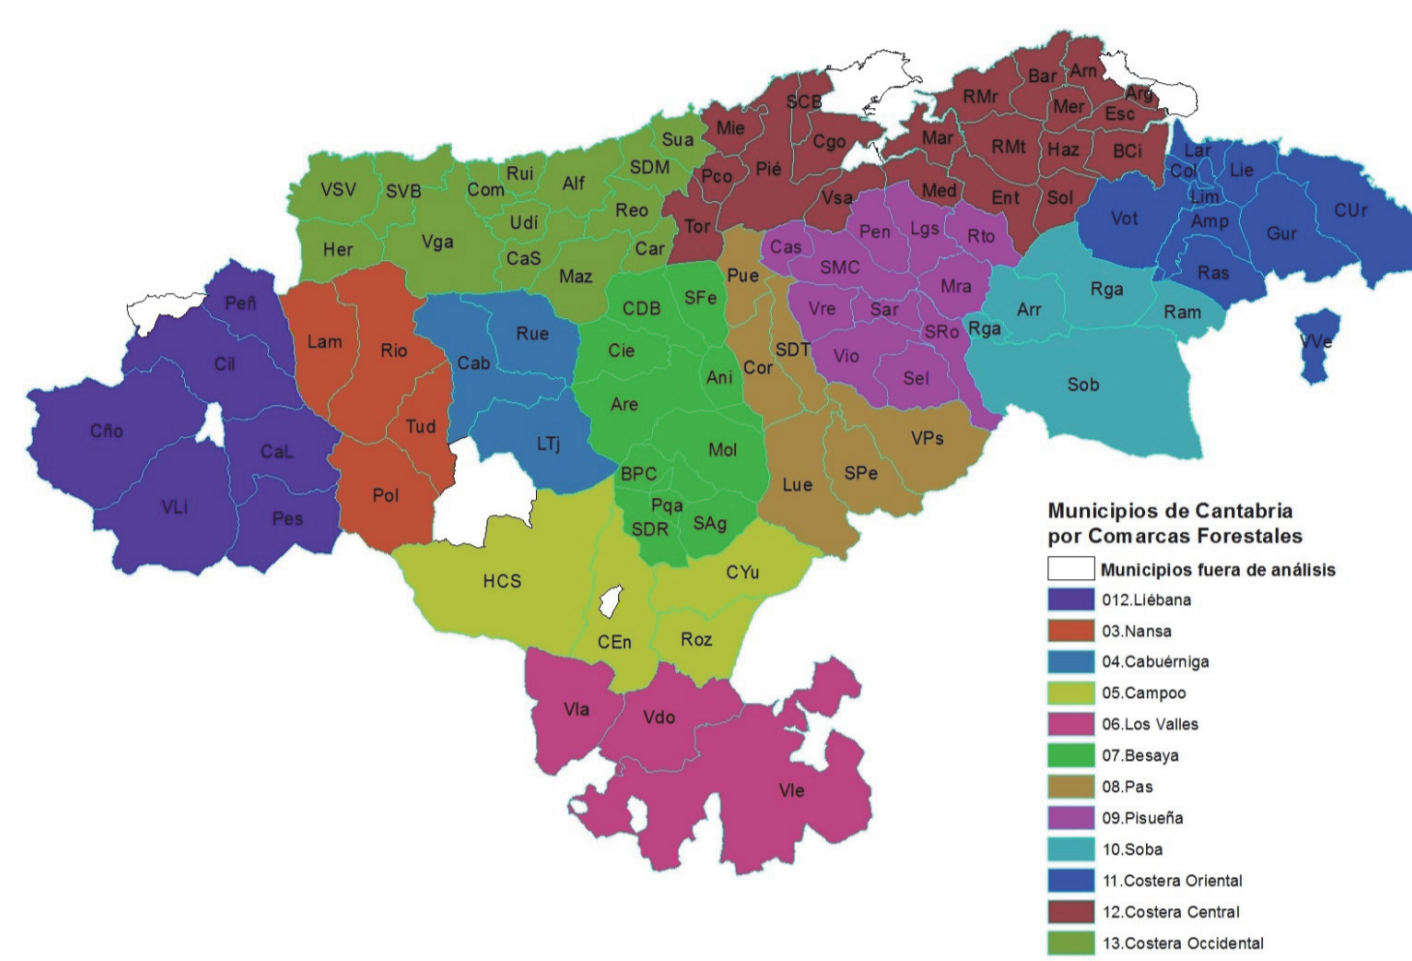 Bar
Arn
SCB
RMr
Arg
Mer
Esc
Mie
Sua
Cgo
Mar
RMt
Haz
BCi
Lar
SDM
Pié
Col
Lie
Rui
VSV
SVB
Com
Alf
Pco
Vsa
Med
Ent
Sol
Lim
Reo
Vot
Amp
CUr
Udí
Tor
Pen
Lgs
Rto
Gur
Her
Vga
Car
Cas
CaS
SMC
Ras
Maz
Pue
Mra
Rga
Peñ
CDB
SFe
Vre
Sar
Arr
Ram
Rue
SRo
Rga
Lam
Rio
Cie
SDT
VVe
Cil
Cab
Cor
Vio
Ani
Sel
Sob
Are
Cño
Tud
LTj
VPs
CaL
Mol
BPC
SPe
Lue
Pol
VLi
Pes
Pqa
SDR
SAg
HCS
CYu
CEn
Roz
Vla
Vdo
Vle
Municipios de Cantabria
por Comarcas Forestales
Municipios fuera de análisis
012.Liébana
03.Nansa
04.Cabuérniga
05.Campoo
06.Los Valles
07.Besaya
08.Pas
09.Pisueña
10.Soba
11.Costera Oriental
12.Costera Central
13.Costera Occidental